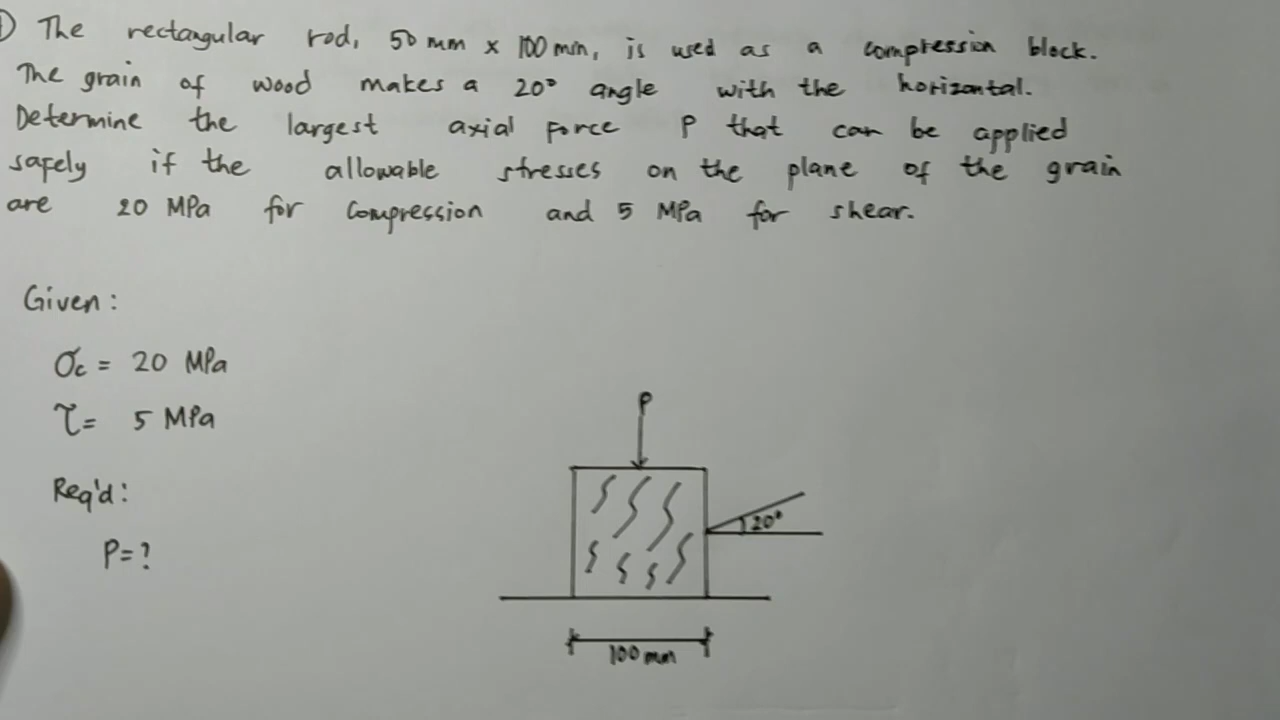 1) The rectangular rod, 50 mm x 100 mm, is used as a compression block.
The grain of wood makes a 20° angle with the horizontal.
Determine the largest axial force P that can be applied
safely if the allowable stresses on the plane of the grain
are 20 MPa for compression and 5 MPa for shear.
Given:
σc = 20 MPa
τ = 5 MPa
Req'd:
P = ?
P
20°
100 mm